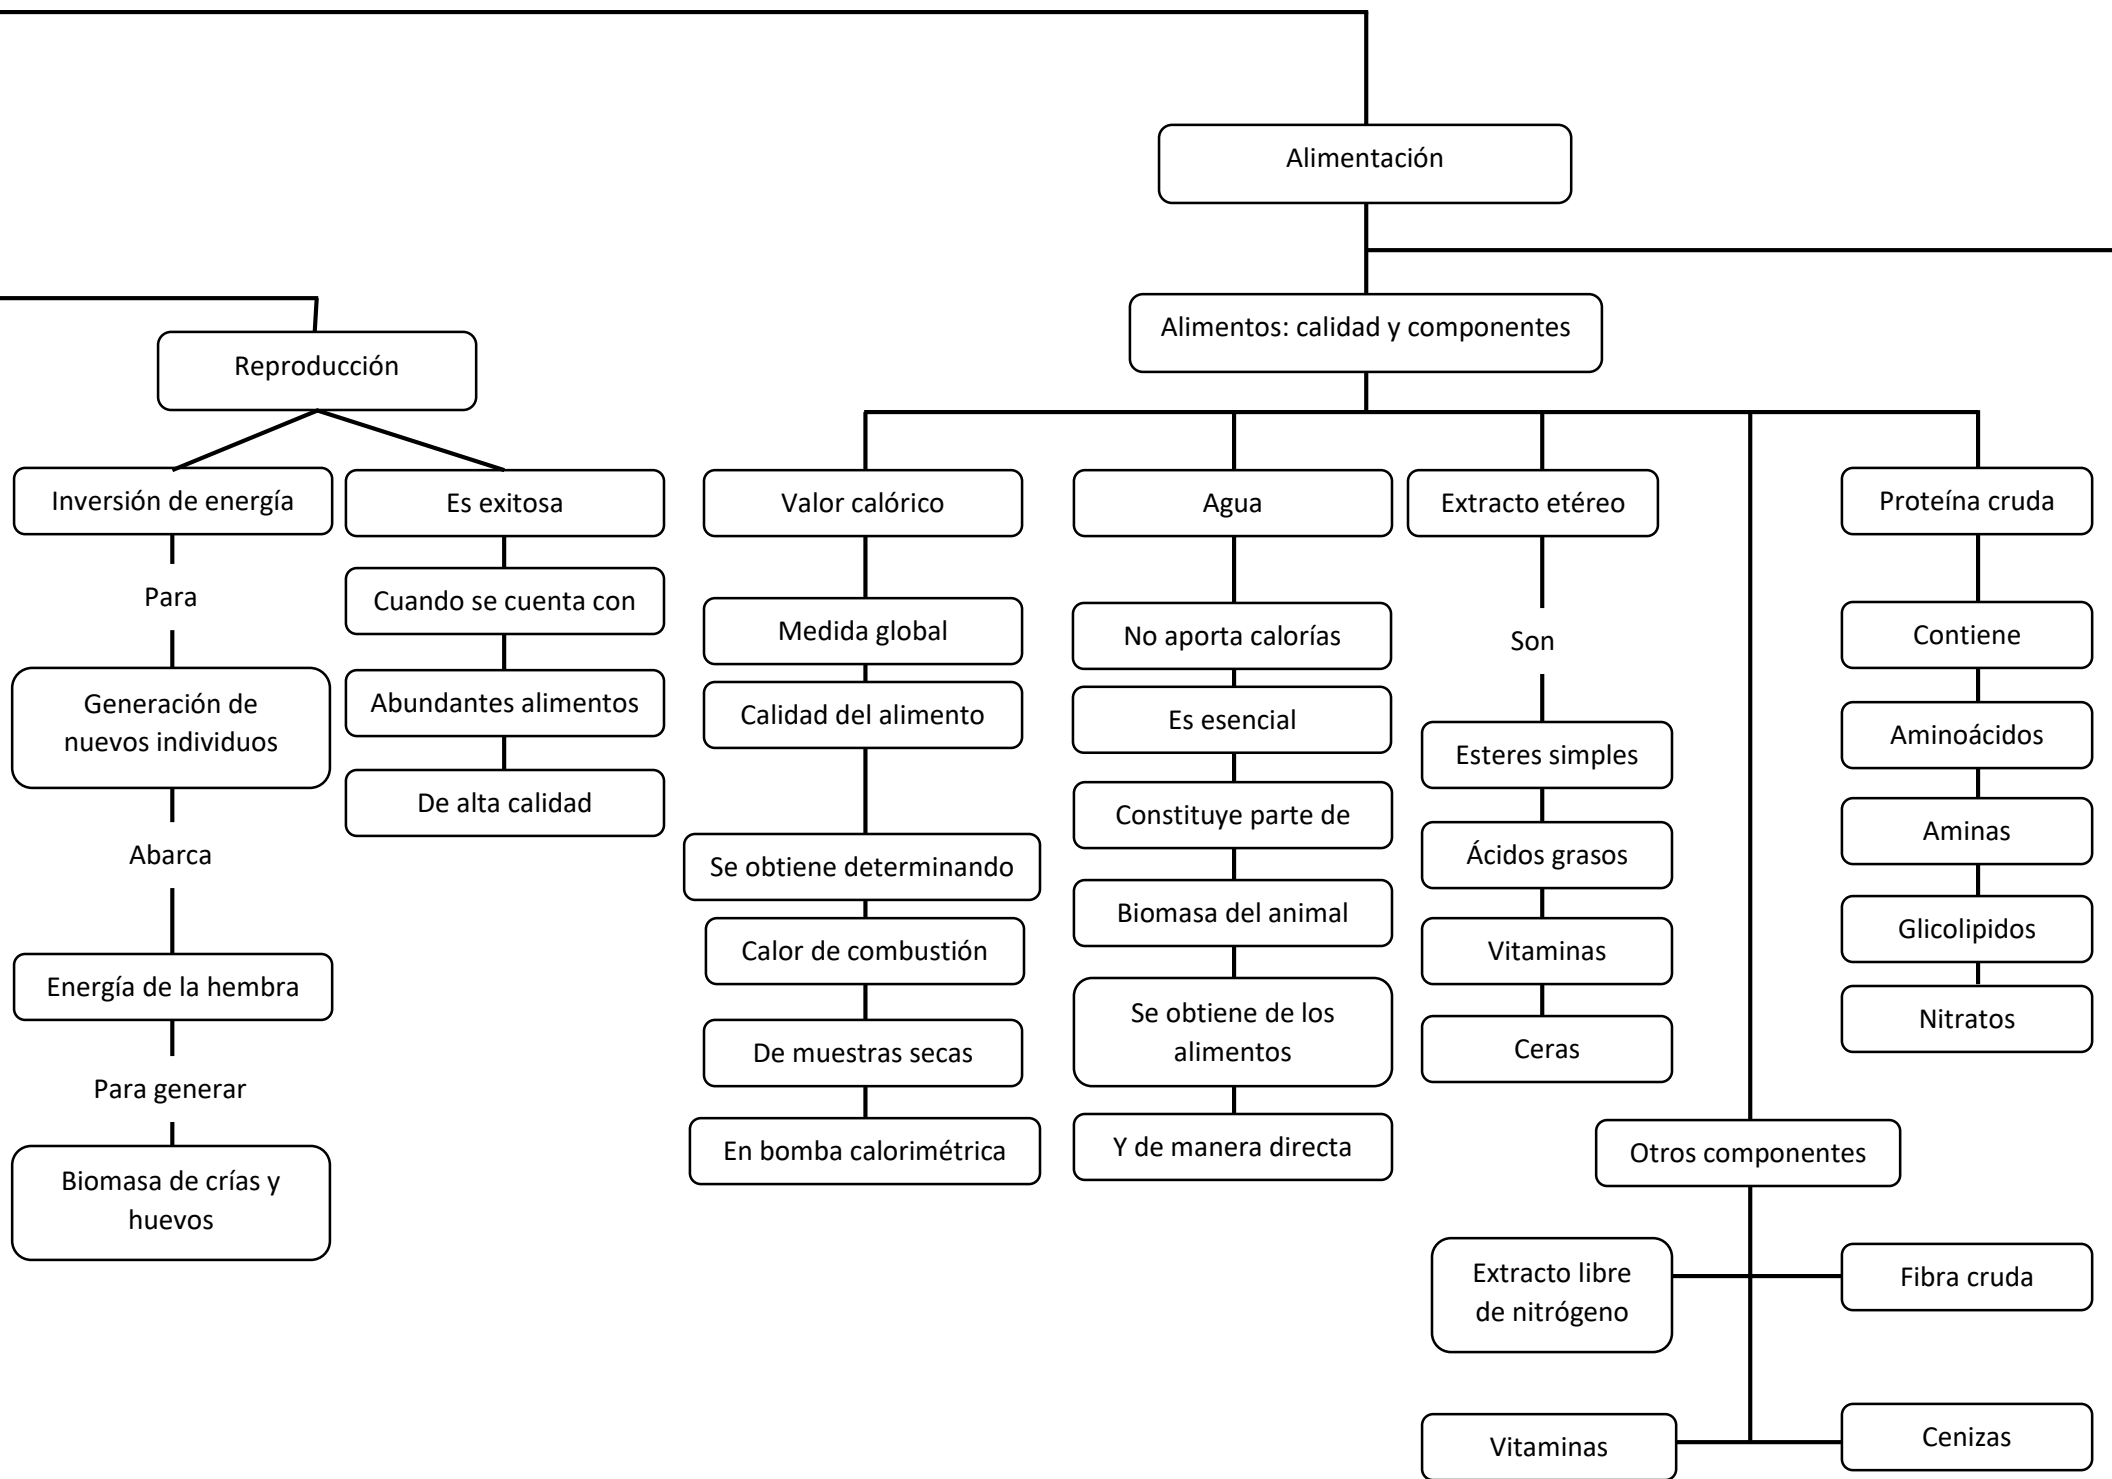 Alimentación
Alimentos: calidad y componentes
Reproducción
Inversión de energía
Para
Generación de
nuevos individuos
Abarca
Energía de la hembra
Para generar
Biomasa de crías y
huevos
Es exitosa
Cuando se cuenta con
Abundantes alimentos
De alta calidad
Valor calórico
Medida global
Calidad del alimento
Se obtiene determinando
Calor de combustión
De muestras secas
En bomba calorimétrica
Agua
No aporta calorías
Es esencial
Constituye parte de
Biomasa del animal
Se obtiene de los
alimentos
Y de manera directa
Extracto etéreo
Son
Esteres simples
Ácidos grasos
Vitaminas
Ceras
Proteína cruda
Contiene
Aminoácidos
Aminas
Glicolipidos
Nitratos
Otros componentes
Extracto libre
de nitrógeno
Fibra cruda
Vitaminas
Cenizas